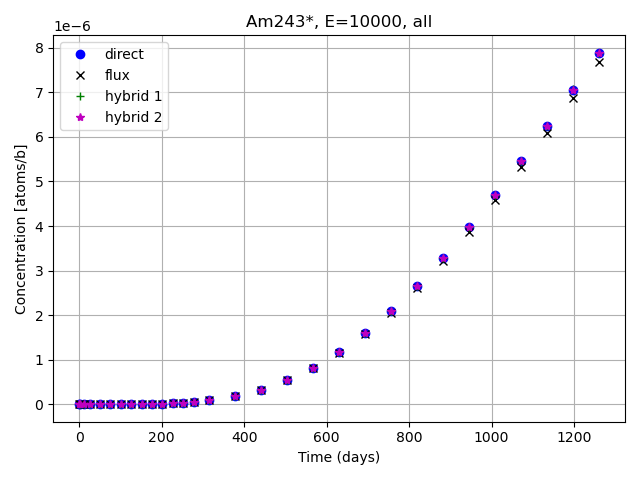 Am243*, E=10000, all
1e−6
direct
flux
hybrid 1
hybrid 2
8
7
6
5
4
3
2
1
0
Concentration [atoms/b]
0 200 400 600 800 1000 1200
Time (days)